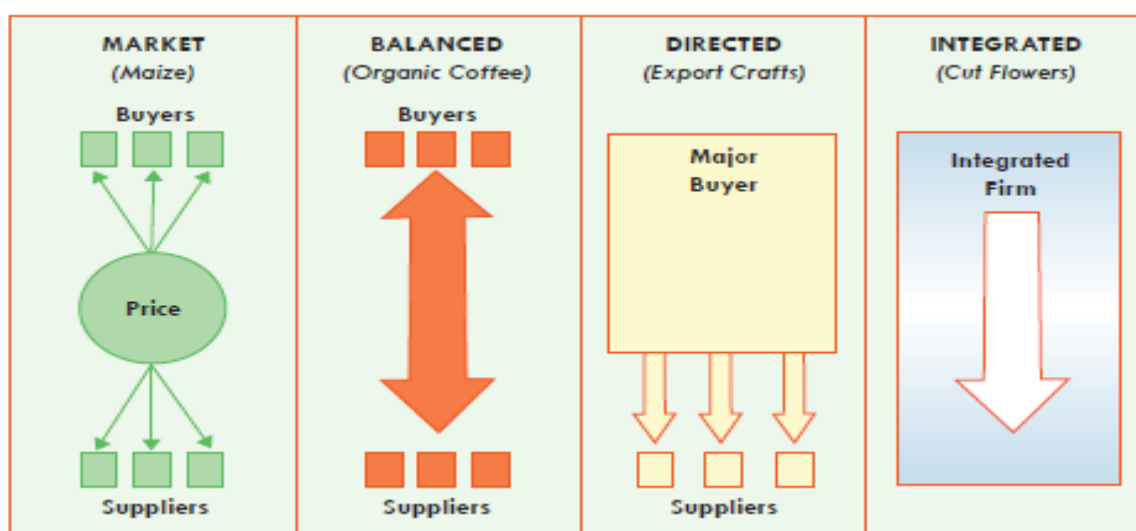 MARKET
(Maize)
Buyers
Price
Suppliers
BALANCED
(Organic Coffee)
Buyers
Suppliers
DIRECTED
(Export Crafts)
Major
Buyer
Suppliers
INTEGRATED
(Cut Flowers)
Integrated
Firm